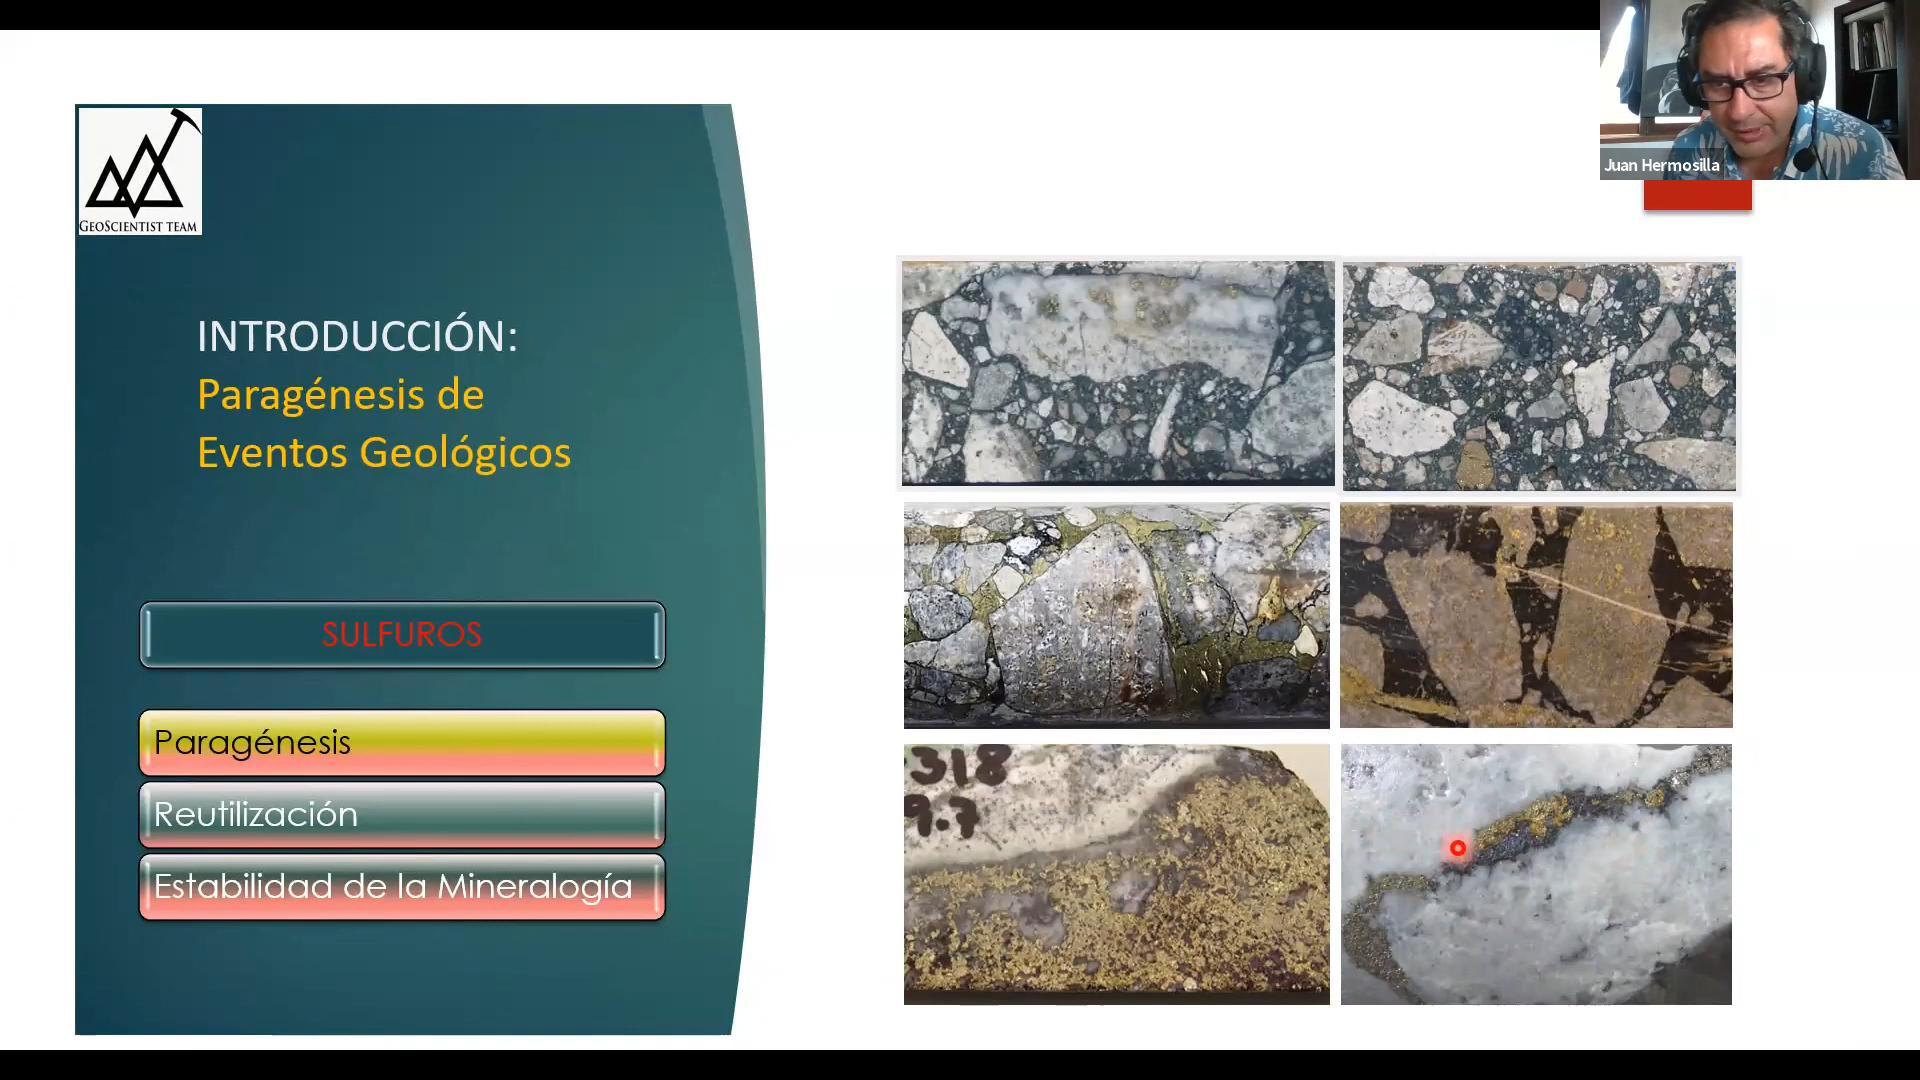 Juan Hermosilla
GEOSCIENTIST TEAM
INTRODUCCIÓN:
Paragénesis de
Eventos Geológicos
SULFUROS
Paragénesis
Reutilización
Estabilidad de la Mineralogía
318
9.7